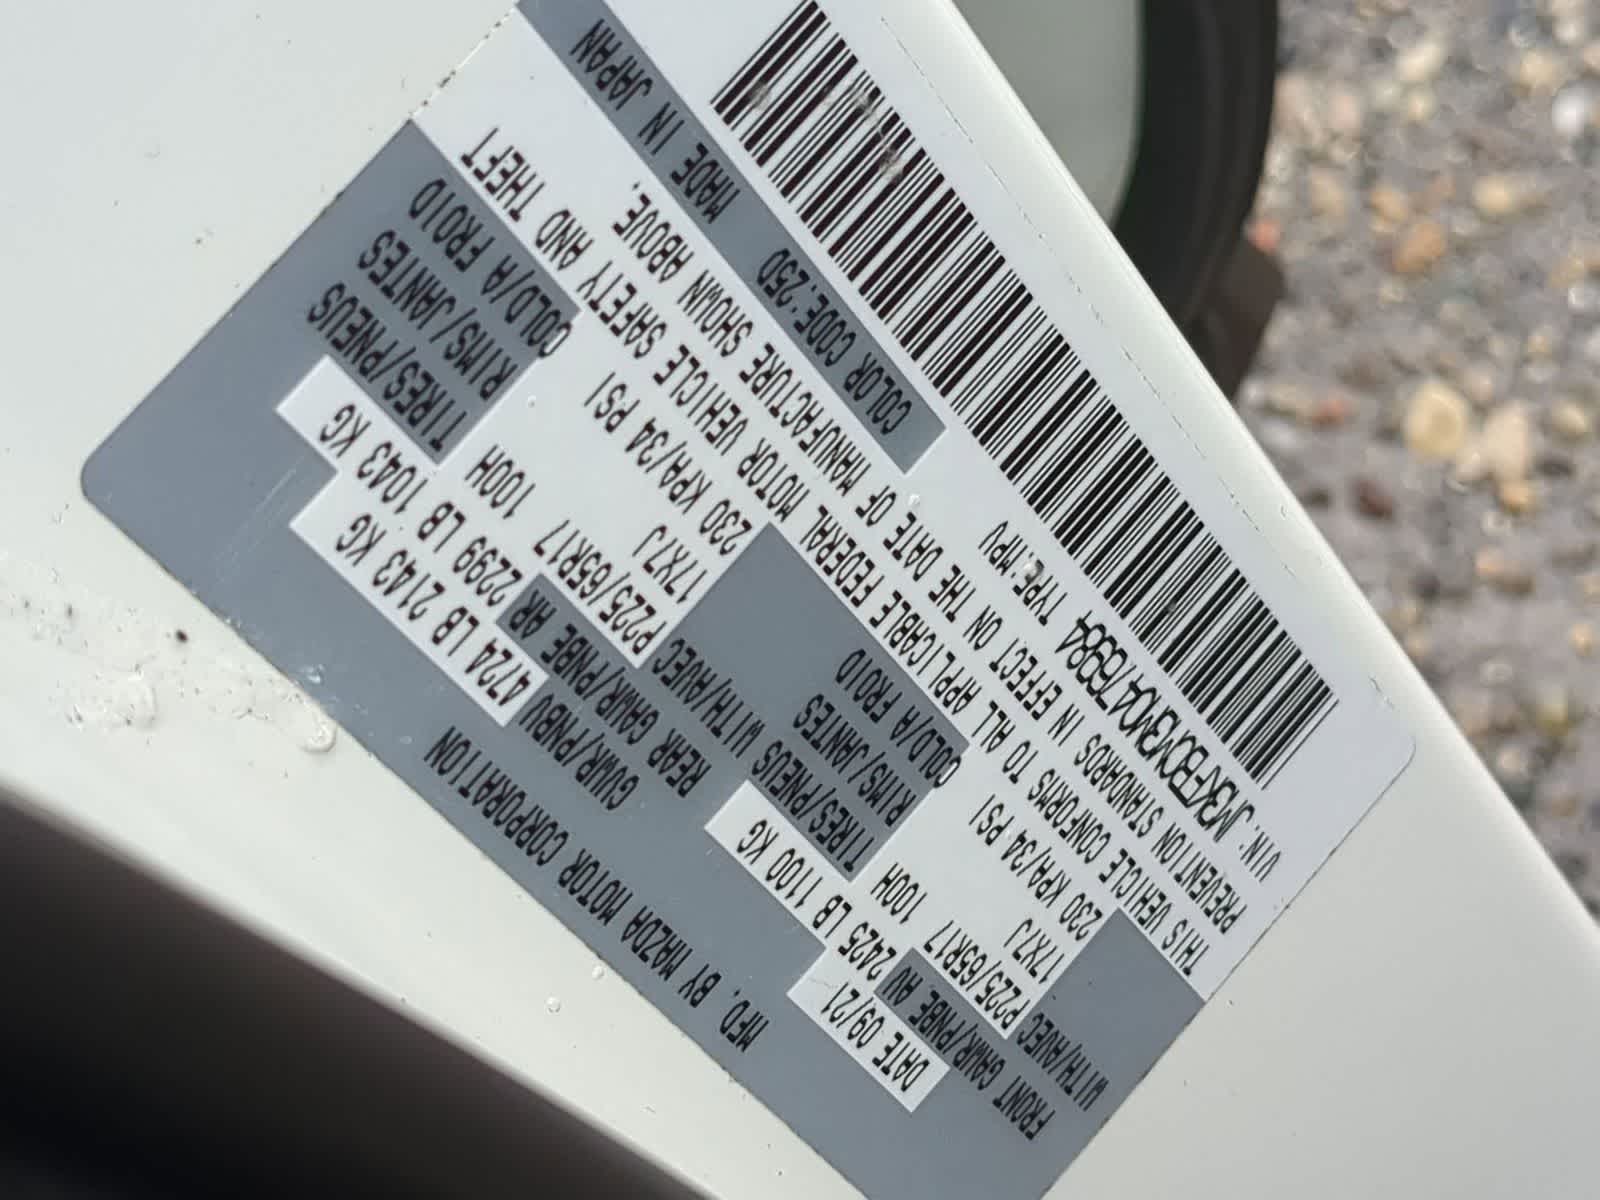 MFD. BY MAZDA MOTOR CORPORATION
DATE 09/21 GVWR/PNBV 4724 LB 2143 KG
FRONT GAWR/PNBE AV 2425 LB 1100 KG REAR GAWR/PNBE AR 2299 LB 1043 KG
WITH/AVEC P225/65R17 100H TIRES/PNEUS WITH/AVEC P225/65R17 100H TIRES/PNEUS
17X7J RIMS/JANTES 17X7J RIMS/JANTES
230 KPA/34 PSI COLD/A FROID 230 KPA/34 PSI COLD/A FROID
THIS VEHICLE CONFORMS TO ALL APPLICABLE FEDERAL MOTOR VEHICLE SAFETY AND THEFT
PREVENTION STANDARDS IN EFFECT ON THE DATE OF MANUFACTURE SHOWN ABOVE.
VIN: JM3KFBCM3M0476984 TYPE:MPV COLOR CODE:25D MADE IN JAPAN